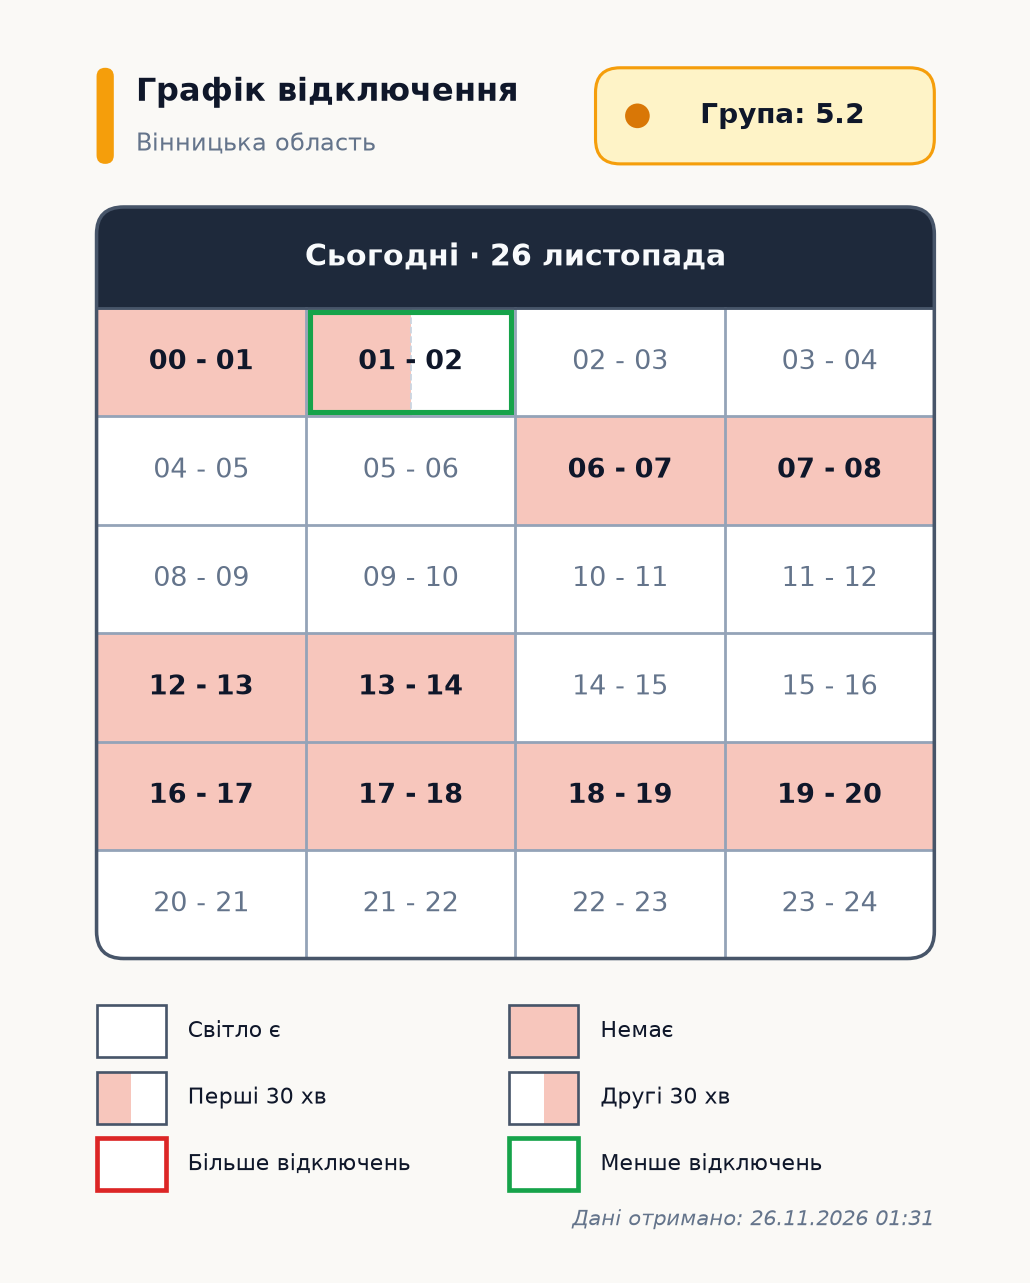 Графік відключення
Вінницька область
Група: 5.2
Сьогодні · 26 листопада
00 - 01 01 - 02 02 - 03 03 - 04
04 - 05 05 - 06 06 - 07 07 - 08
08 - 09 09 - 10 10 - 11 11 - 12
12 - 13 13 - 14 14 - 15 15 - 16
16 - 17 17 - 18 18 - 19 19 - 20
20 - 21 21 - 22 22 - 23 23 - 24
Світло є Немає
Перші 30 хв Другі 30 хв
Більше відключень Менше відключень
Дані отримано: 26.11.2026 01:31